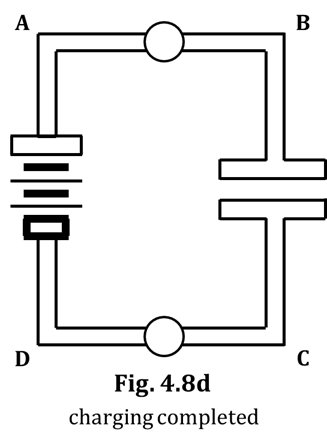 A B
D C
Fig. 4.8d
charging completed